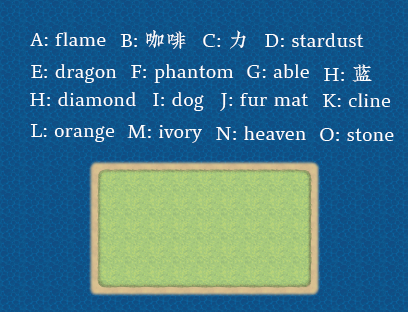 A: flame B: 咖啡 C: 力 D: stardust
E: dragon F: phantom G: able H: 蓝
H: diamond I: dog J: fur mat K: cline
L: orange M: ivory N: heaven O: stone